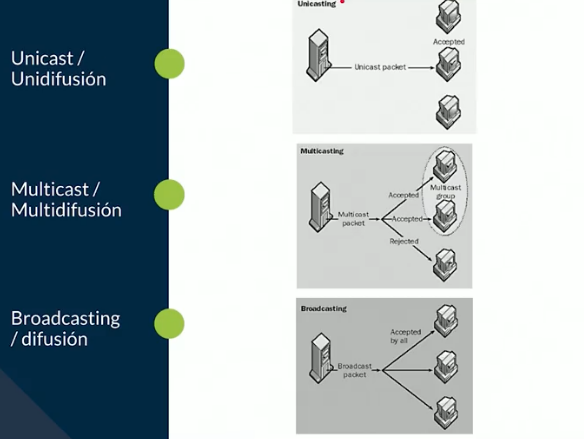 Unicast /
Unidifusión
Unicasting
Accepted
Unicast packet
Multicast /
Multidifusión
Multicasting
Accepted
Multicast
group
Multicast
packet
Accepted
Rejected
Broadcasting
/ difusión
Broadcasting
Accepted
by all
Broadcast
packet